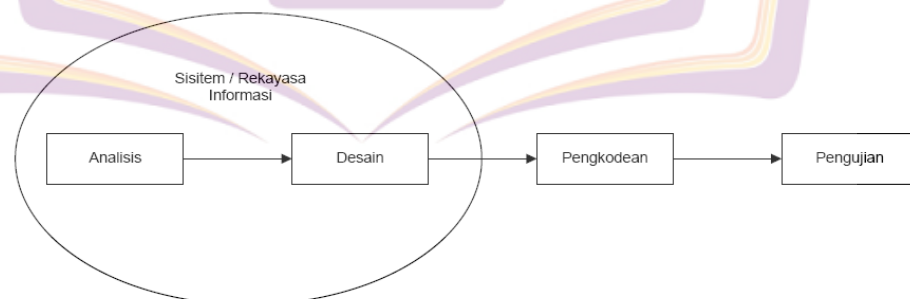 Sisitem / Rekayasa
Informasi
Analisis
Desain
Pengkodean
Pengujian